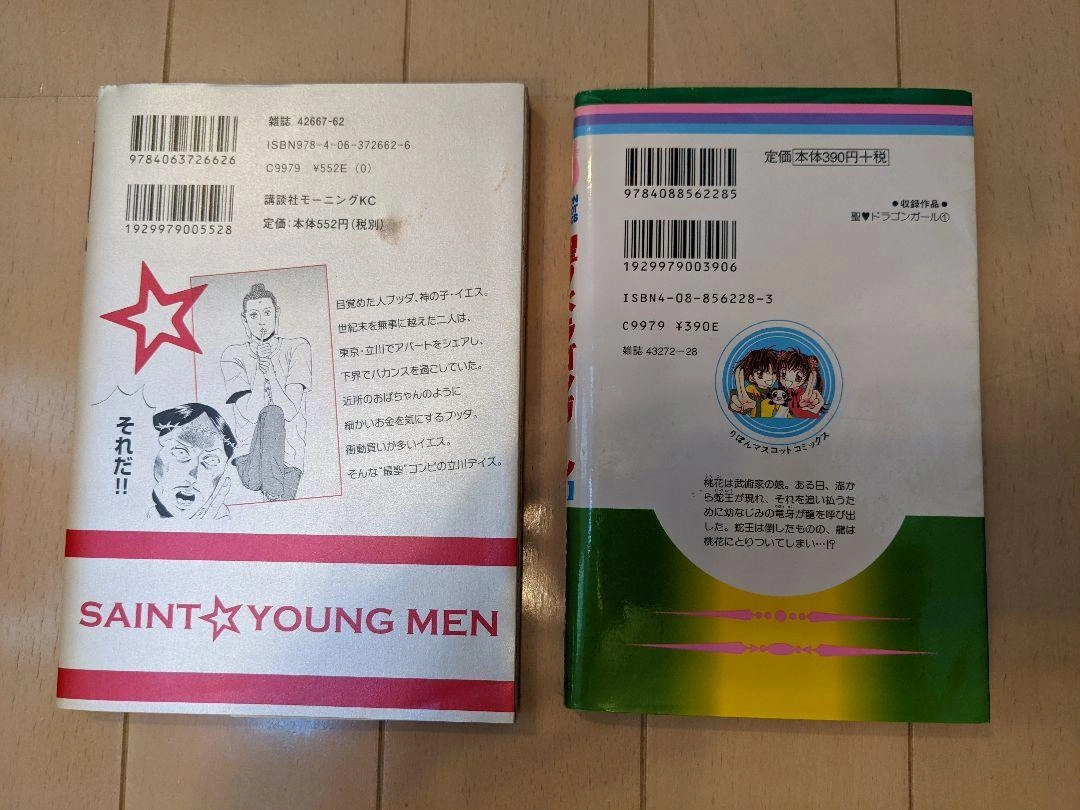 雑誌 42667-62
ISBN978-4-06-372662-6
9784063726626
C9979 ¥552E (0)
講談社モーニングKC
1929979005528
定価:本体552円(税別)
目覚めた人ブッダ、神の子・イエス。
世紀末を無事に越えた二人は、
東京・立川でアパートをシェアし、
下界でバカンスを過ごしていた。
近所のおばちゃんのように
細かいお金を気にするブッダ。
衝動買いが多いイエス。
そんな“最聖”コンビの立川デイズ。
それだ!!
SAINT☆YOUNG MEN
定価 本体390円+税
9784088562285
●収録作品●
聖♥ドラゴンガール①
1929979003906
ISBN4-08-856228-3
C9979 ¥390E
雑誌 43272-28
りぼんマスコットコミックス
桃花は武術家の娘。ある日、湖か
ら蛇王が現れ、それを追い払うた
めに幼なじみの竜牙が龍を呼び出
した。蛇王は倒したものの、龍は
桃花にとりついてしまい…!?